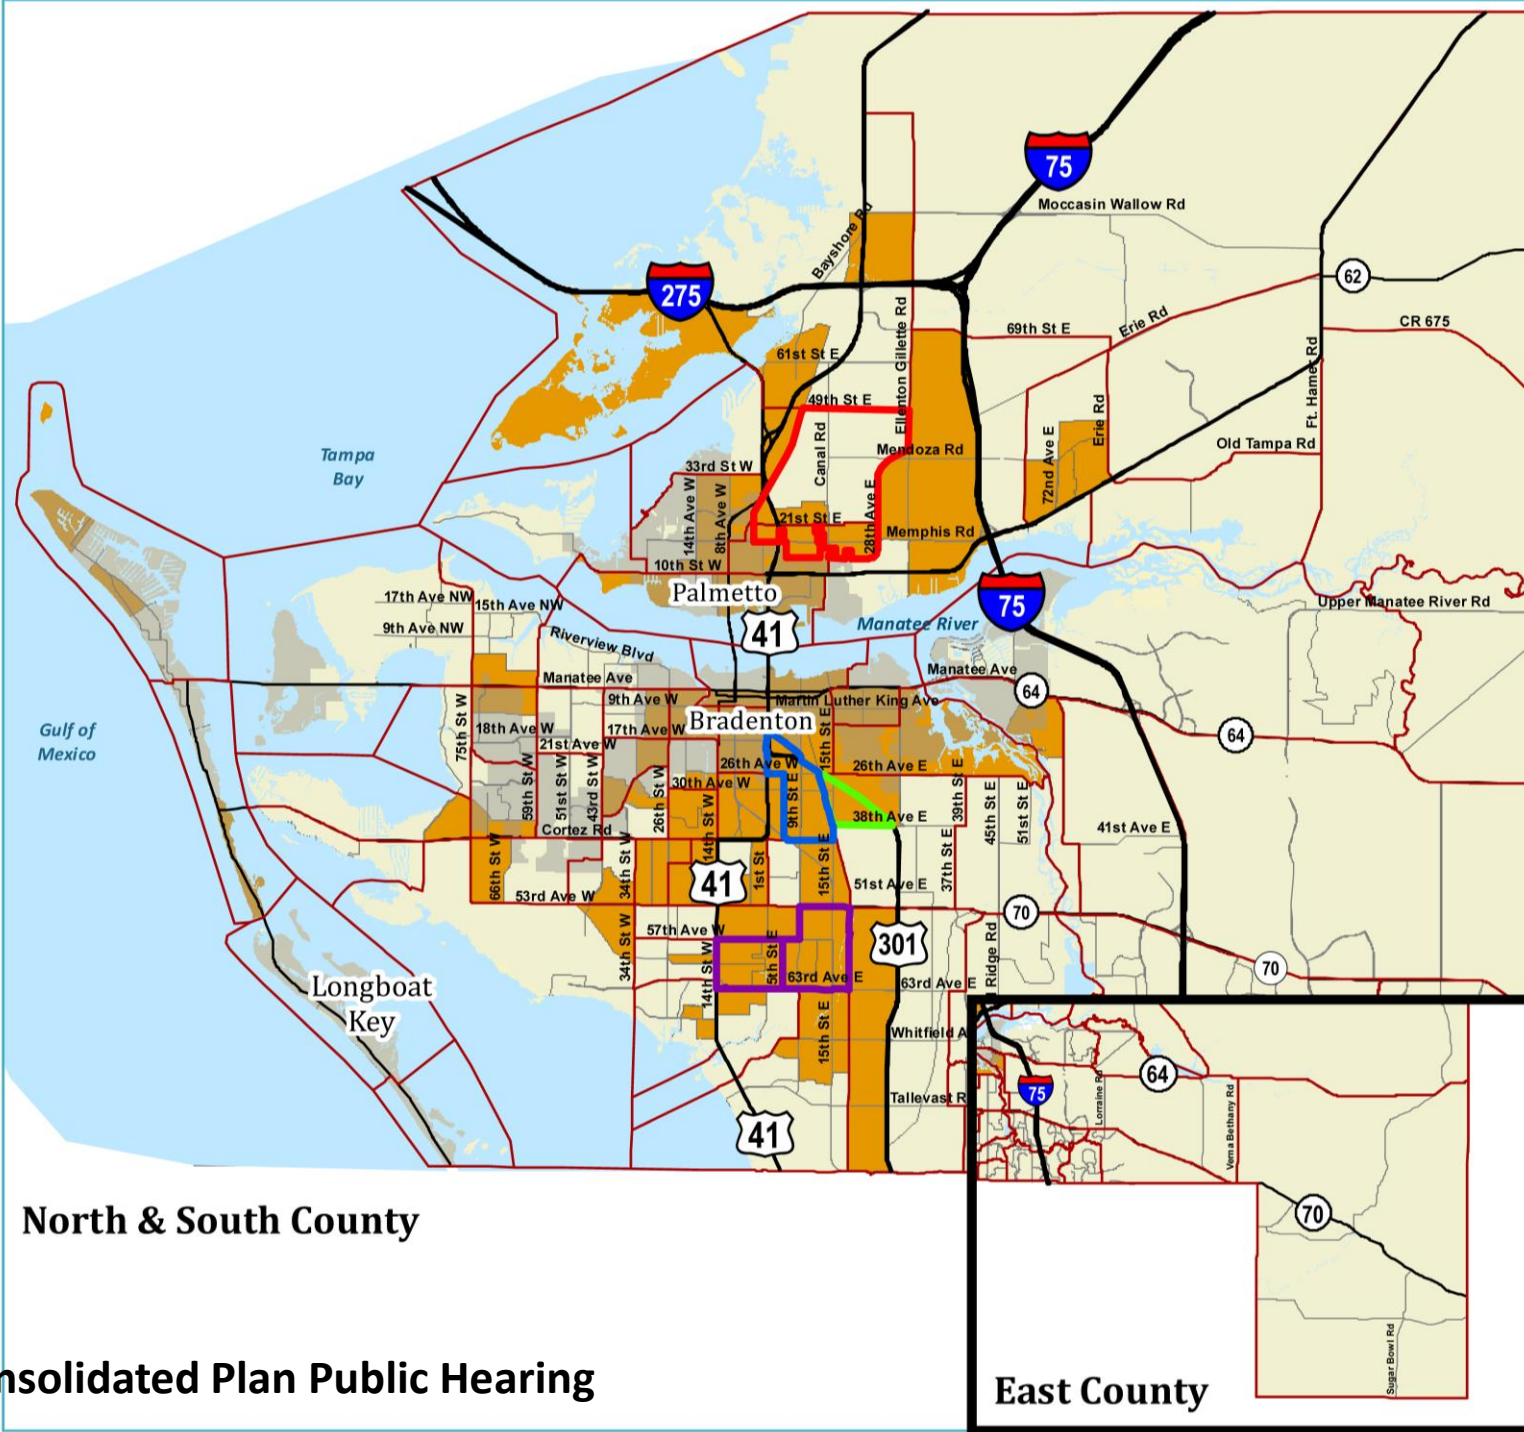 75
Moccasin Wallow Rd
Bayshore Rd
62
275
Ellenton Gillette Rd
69th St E
Erie Rd
CR 675
61st St E
Ft. Hamer Rd
49th St E
Canal Rd
Erie Rd
Old Tampa Rd
Tampa
Bay
33rd St W
Mendoza Rd
72nd Ave E
14th Ave W
8th Ave W
21st St E
28th Ave E
Memphis Rd
10th St W
Palmetto
75
17th Ave NW
15th Ave NW
Upper Manatee River Rd
9th Ave NW
41
Manatee River
Riverview Blvd
Manatee Ave
Manatee Ave
64
9th Ave W
Martin Luther King Ave
Gulf of
Mexico
75th St W
18th Ave W
17th Ave W
Bradenton
15th St E
64
21st Ave W
26th Ave W
26th Ave E
59th St W
51st St W
43rd St W
26th St W
30th Ave W
9th St E
39th St E
45th St E
51st St E
Cortez Rd
14th St W
38th Ave E
41st Ave E
66th St W
34th St W
41
1st St
15th St E
37th St E
53rd Ave W
51st Ave E
70
57th Ave W
34th St W
14th St W
5th St E
301
Ridge Rd
70
63rd Ave E
63rd Ave E
Longboat
Key
15th St E
Whitfield A
Tallevast R
41
64
75
Lorraine Rd
Verna Bethany Rd
70
North & South County
Sugar Bowl Rd
nsolidated Plan Public Hearing
East County